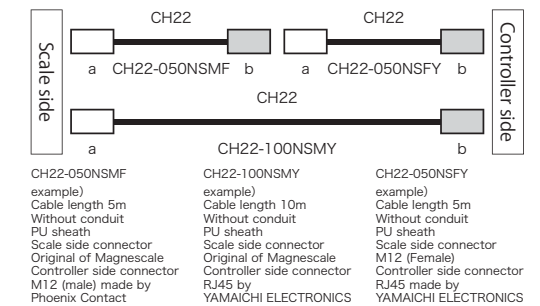 CH22 CH22
Scale side
Controller side
a CH22-050NSMF b a CH22-050NSFY b
CH22
a CH22-100NSMY b
CH22-050NSMF
example)
Cable length 5m
Without conduit
PU sheath
Scale side connector
Original of Magnescale
Controller side connector
M12 (male) made by
Phoenix Contact
CH22-100NSMY
example)
Cable length 10m
Without conduit
PU sheath
Scale side connector
Original of Magnescale
Controller side connector
RJ45 by
YAMAICHI ELECTRONICS
CH22-050NSFY
example)
Cable length 5m
Without conduit
PU sheath
Scale side connector
M12 (Female)
Controller side connector
RJ45 made by
YAMAICHI ELECTRONICS